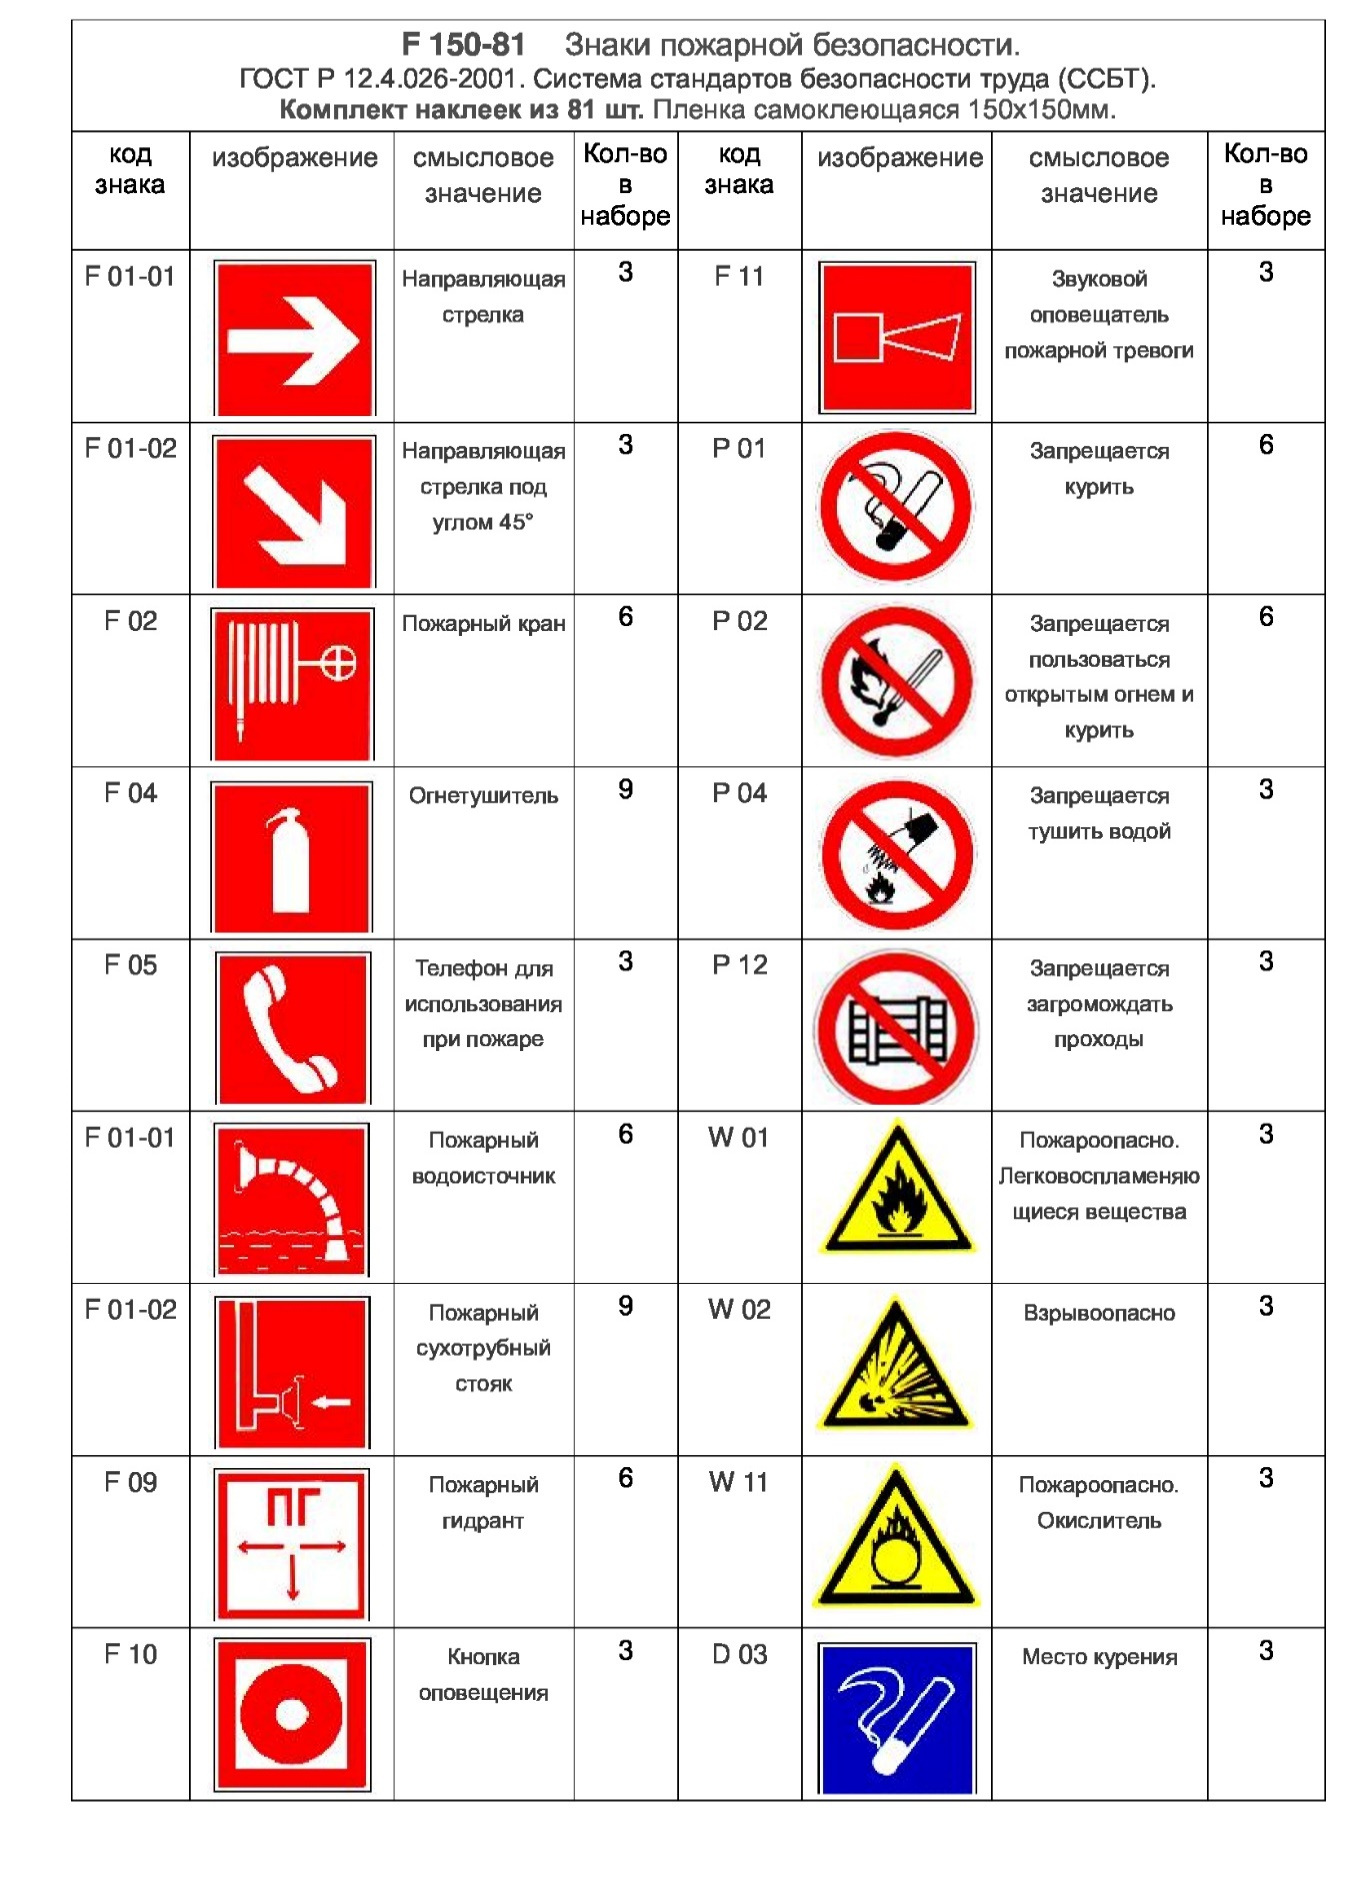 F 150-81 Знаки пожарной безопасности.
ГОСТ Р 12.4.026-2001. Система стандартов безопасности труда (ССБТ).
Комплект наклеек из 81 шт. Пленка самоклеющаяся 150х150мм.
код знака
изображение
смысловое значение
Кол-во в наборе
код знака
изображение
смысловое значение
Кол-во в наборе
F 01-01
Направляющая
стрелка
3
F 11
Звуковой
оповещатель
пожарной тревоги
3
F 01-02
Направляющая
стрелка под
углом 45°
3
P 01
Запрещается
курить
6
F 02
Пожарный кран
6
P 02
Запрещается
пользоваться
открытым огнем и
курить
6
F 04
Огнетушитель
9
P 04
Запрещается
тушить водой
3
F 05
Телефон для
использования
при пожаре
3
P 12
Запрещается
загромождать
проходы
3
F 01-01
Пожарный
водоисточник
6
W 01
Пожароопасно.
Легковоспламеняю
щиеся вещества
3
F 01-02
Пожарный
сухотрубный
стояк
9
W 02
Взрывоопасно
3
F 09
ПГ
Пожарный
гидрант
6
W 11
Пожароопасно.
Окислитель
3
F 10
Кнопка
оповещения
3
D 03
Место курения
3